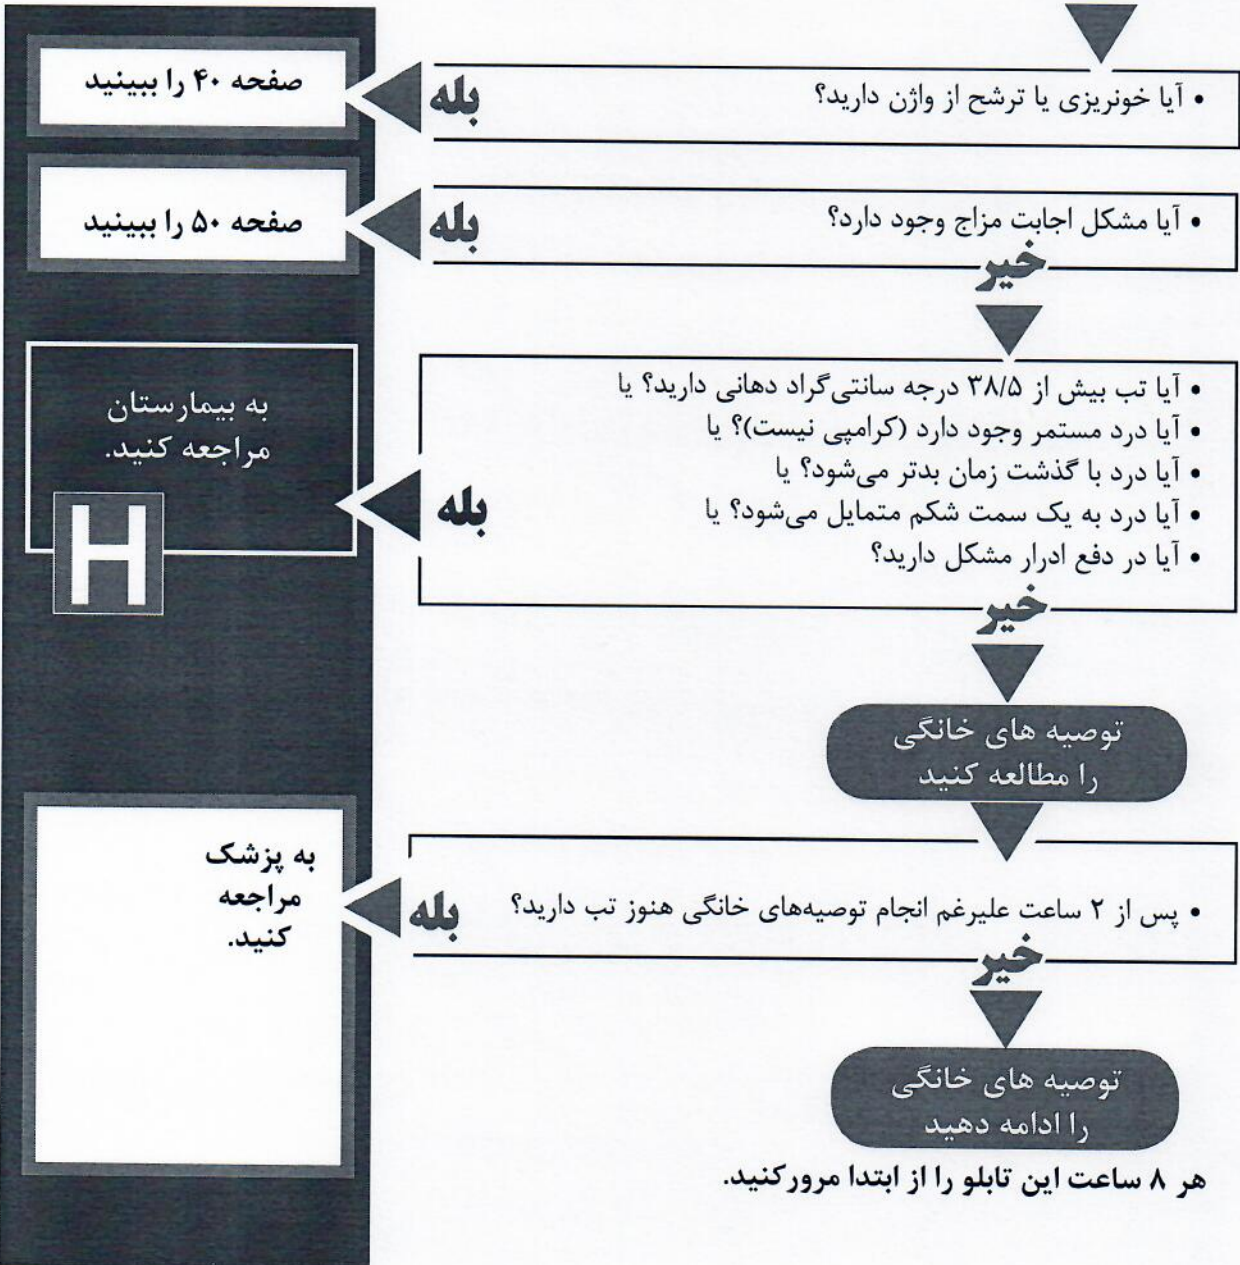 • آیا خونریزی یا ترشح از واژن دارید؟
بله
صفحه ۴۰ را ببینید
• آیا مشکل اجابت مزاج وجود دارد؟
بله
صفحه ۵۰ را ببینید
خیر
• آیا تب بیش از ۳۸/۵ درجه سانتی‌گراد دهانی دارید؟ یا
• آیا درد مستمر وجود دارد (کرامپی نیست)؟ یا
• آیا درد با گذشت زمان بدتر می‌شود؟ یا
• آیا درد به یک سمت شکم متمایل می‌شود؟ یا
• آیا در دفع ادرار مشکل دارید؟
بله
به بیمارستان
مراجعه کنید.
H
خیر
توصیه های خانگی
را مطالعه کنید
• پس از ۲ ساعت علیرغم انجام توصیه‌های خانگی هنوز تب دارید؟
بله
به پزشک
مراجعه
کنید.
خیر
توصیه های خانگی
را ادامه دهید
هر ۸ ساعت این تابلو را از ابتدا مرورکنید.